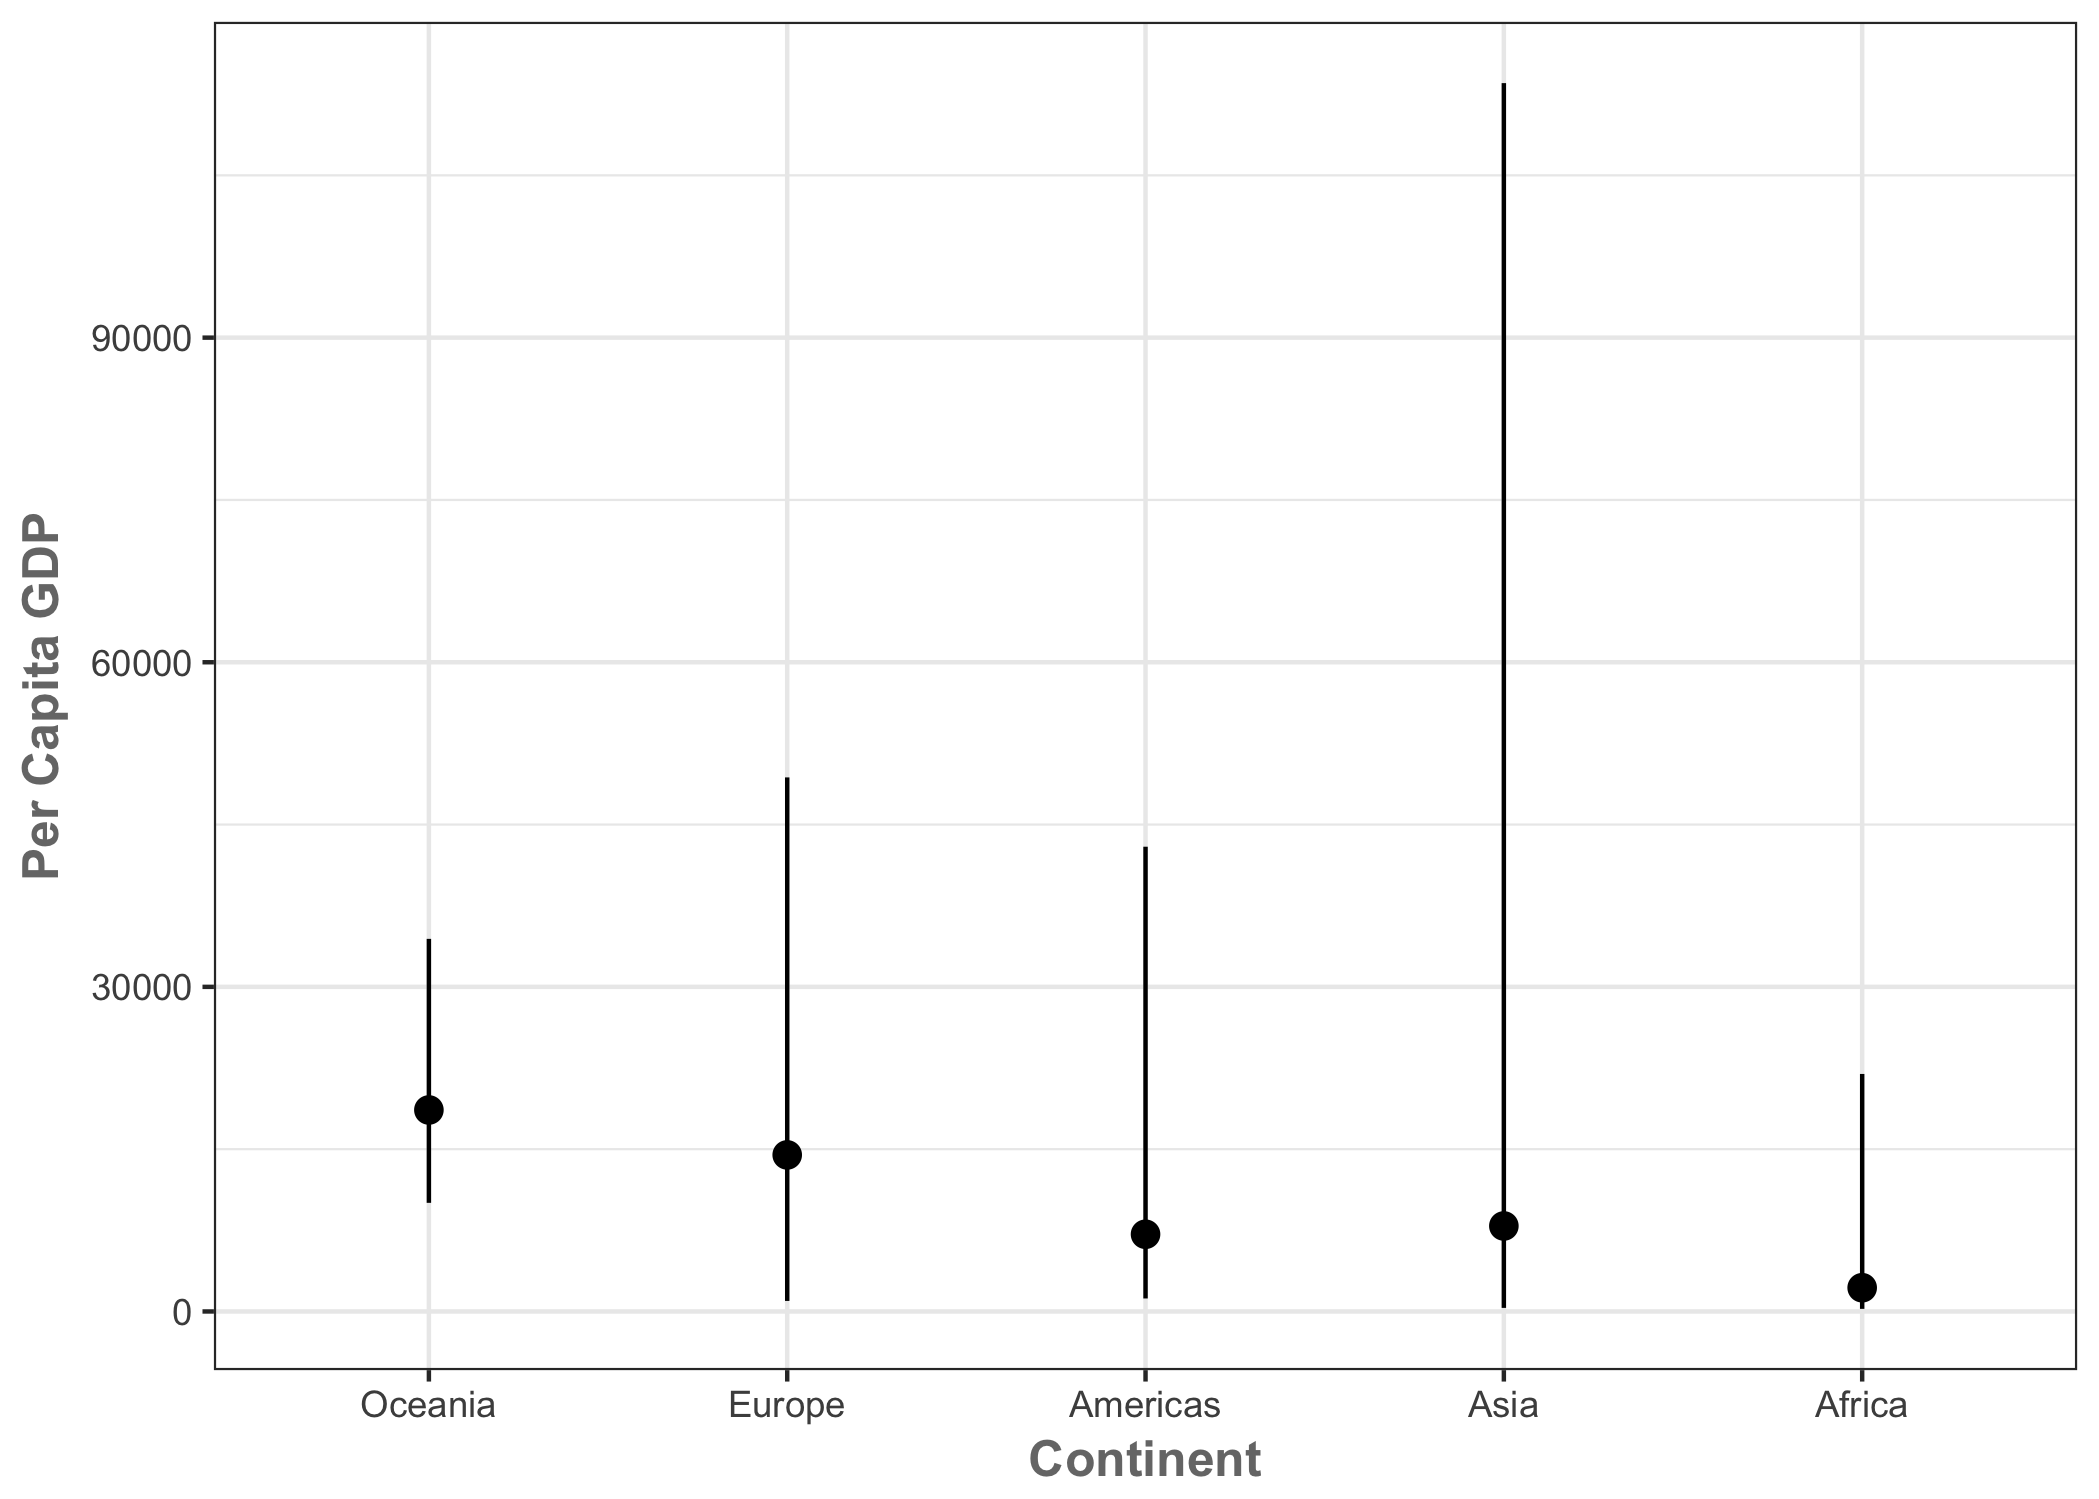 Per Capita GDP
90000
60000
30000
0
Oceania Europe Americas Asia Africa
Continent